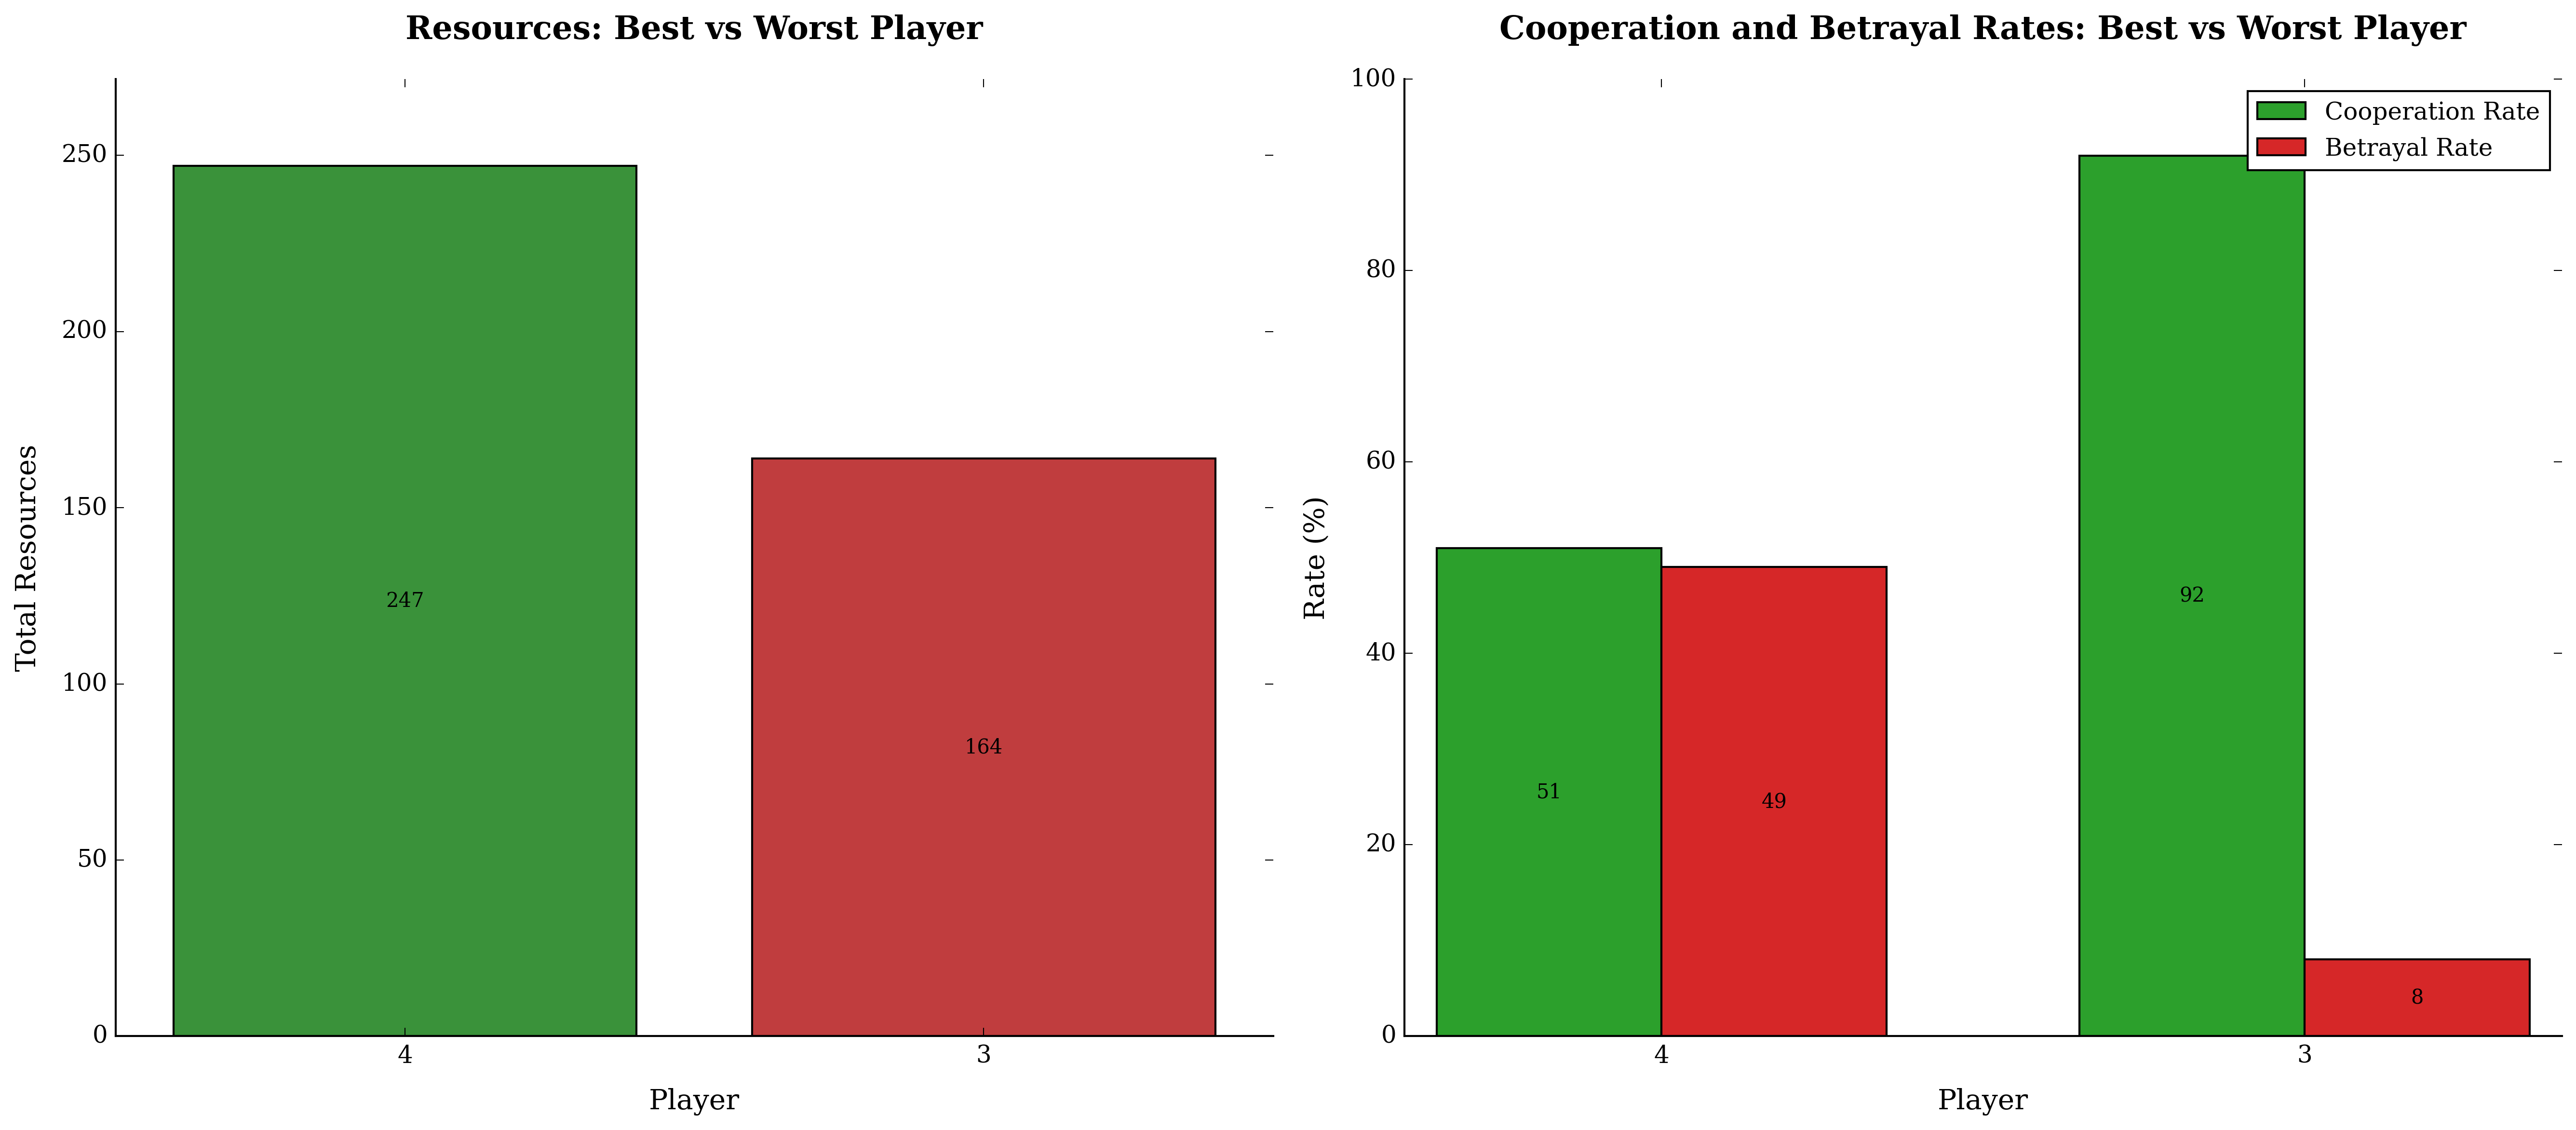 Resources: Best vs Worst Player
Total Resources
250
200
150
100
50
0
247
164
4
3
Player
Cooperation and Betrayal Rates: Best vs Worst Player
Rate (%)
100
80
60
40
20
0
Cooperation Rate
Betrayal Rate
51
49
92
8
4
3
Player